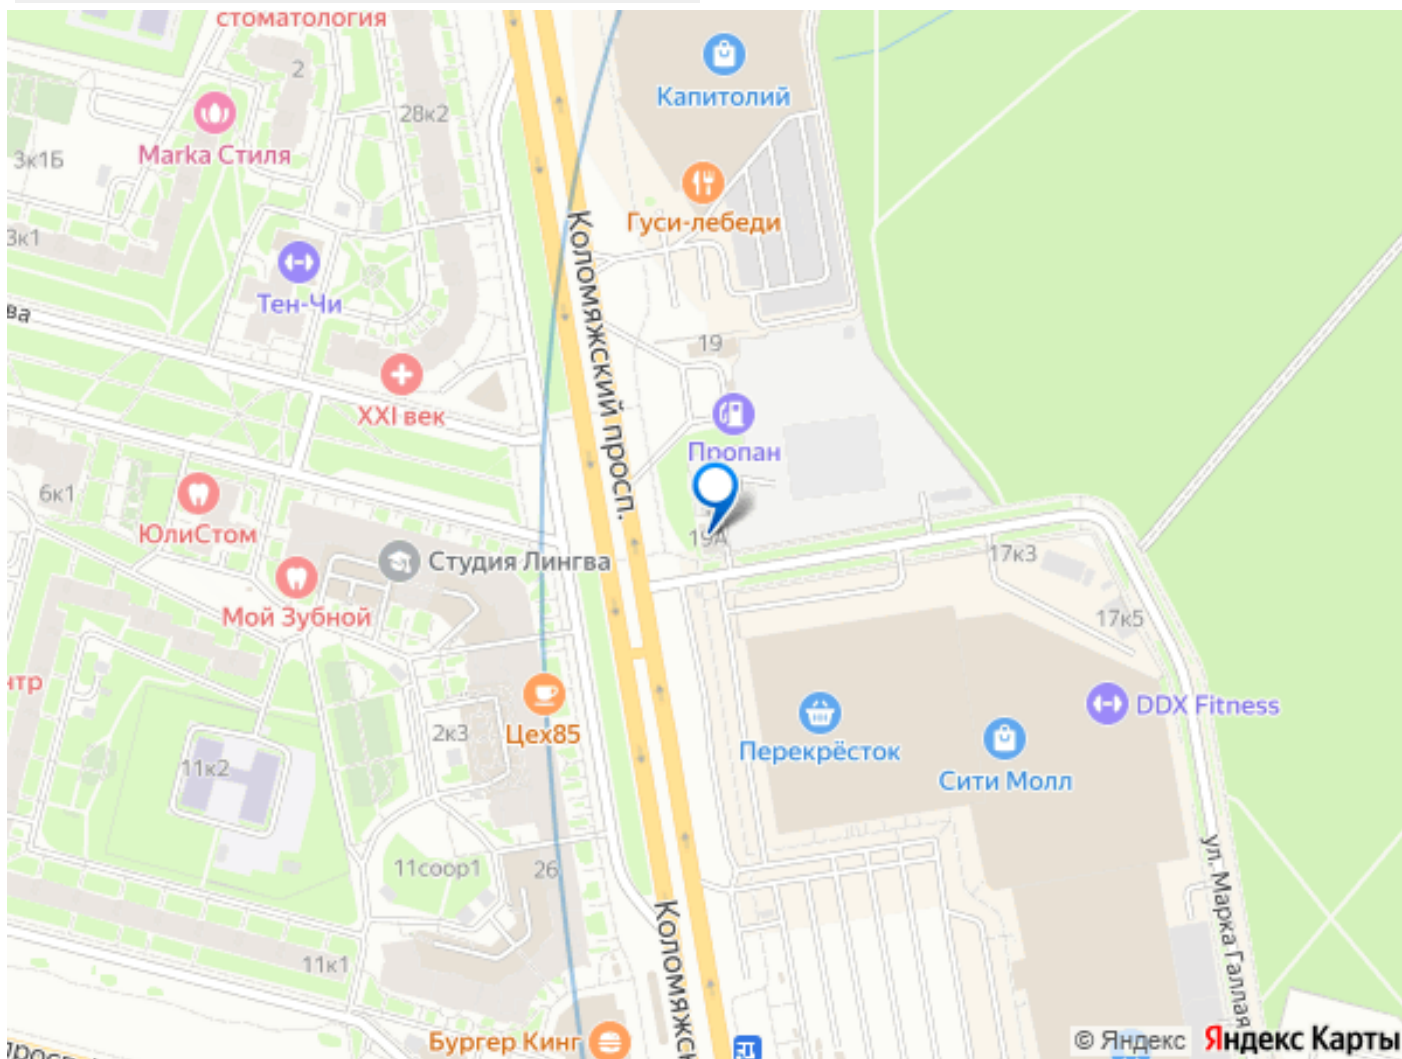 стоматология
2
28к2
Капитолий
Marka Стиля
3к1Б
Гуси-лебеди
3к1
Тен-Чи
ва
Коломяжский просп.
19
XXI век
Пропан
6к1
ЮлиСтом
19А
17к3
Студия Лингва
Мой Зубной
17к5
нтр
DDX Fitness
Цех85
2к3
Перекрёсток
11к2
Сити Молл
11соор1
26
ул. Марка Галлая
Коломяжск
11к1
Бургер Кинг
© Яндекс Яндекс Карты